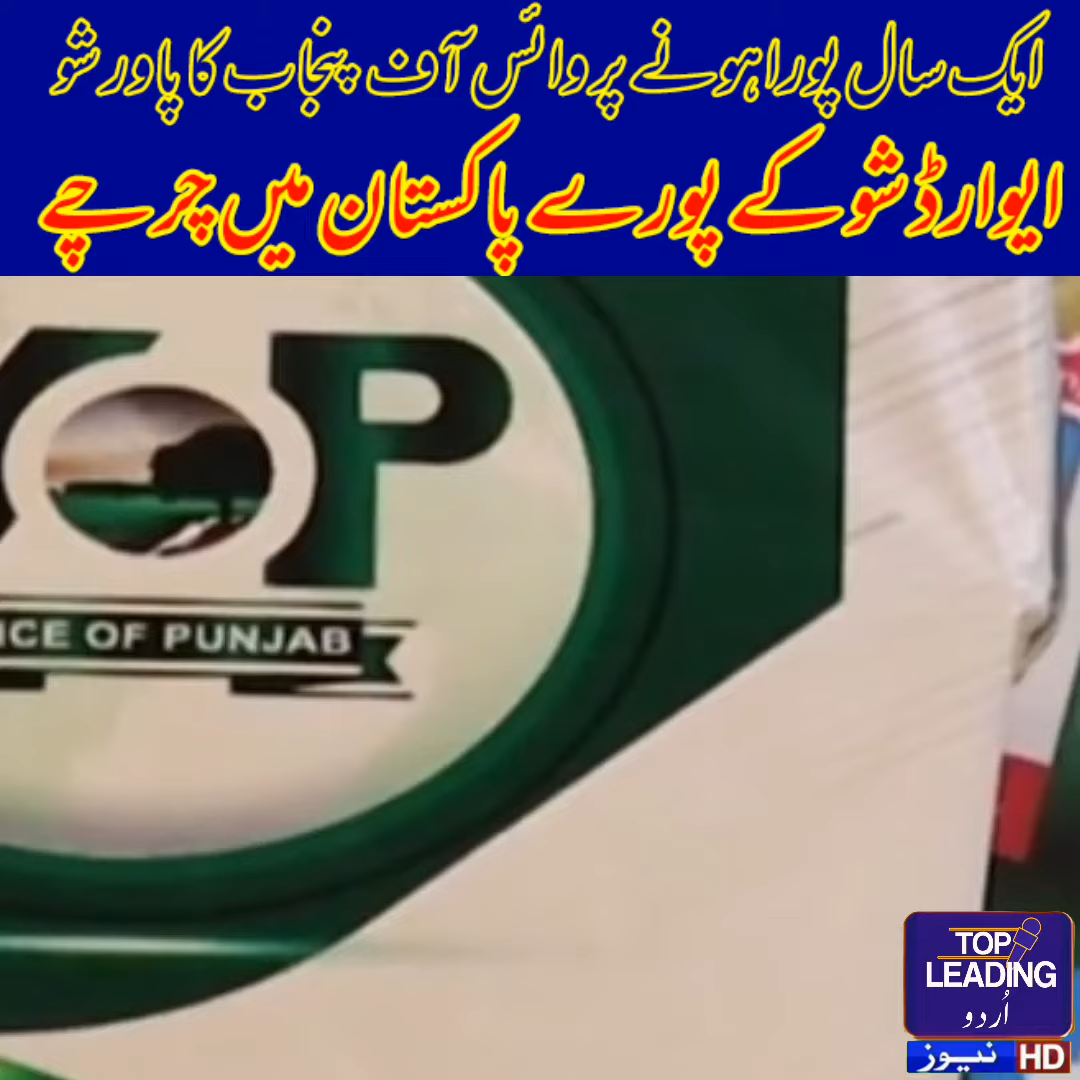 ایک سال پورا ہونے پر وائس آف پنجاب کا پاور شو
ایوارڈ شو کے پورے پاکستان میں چرچے
P
OF PUNJAB
TOP
LEADING
اُردو
نیوز HD